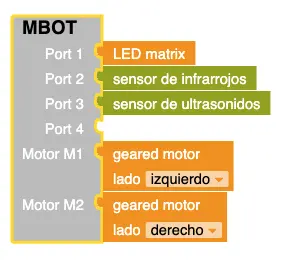 MBOT
Port 1 LED matrix
Port 2 sensor de infrarrojos
Port 3 sensor de ultrasonidos
Port 4
Motor M1 geared motor
lado izquierdo
Motor M2 geared motor
lado derecho